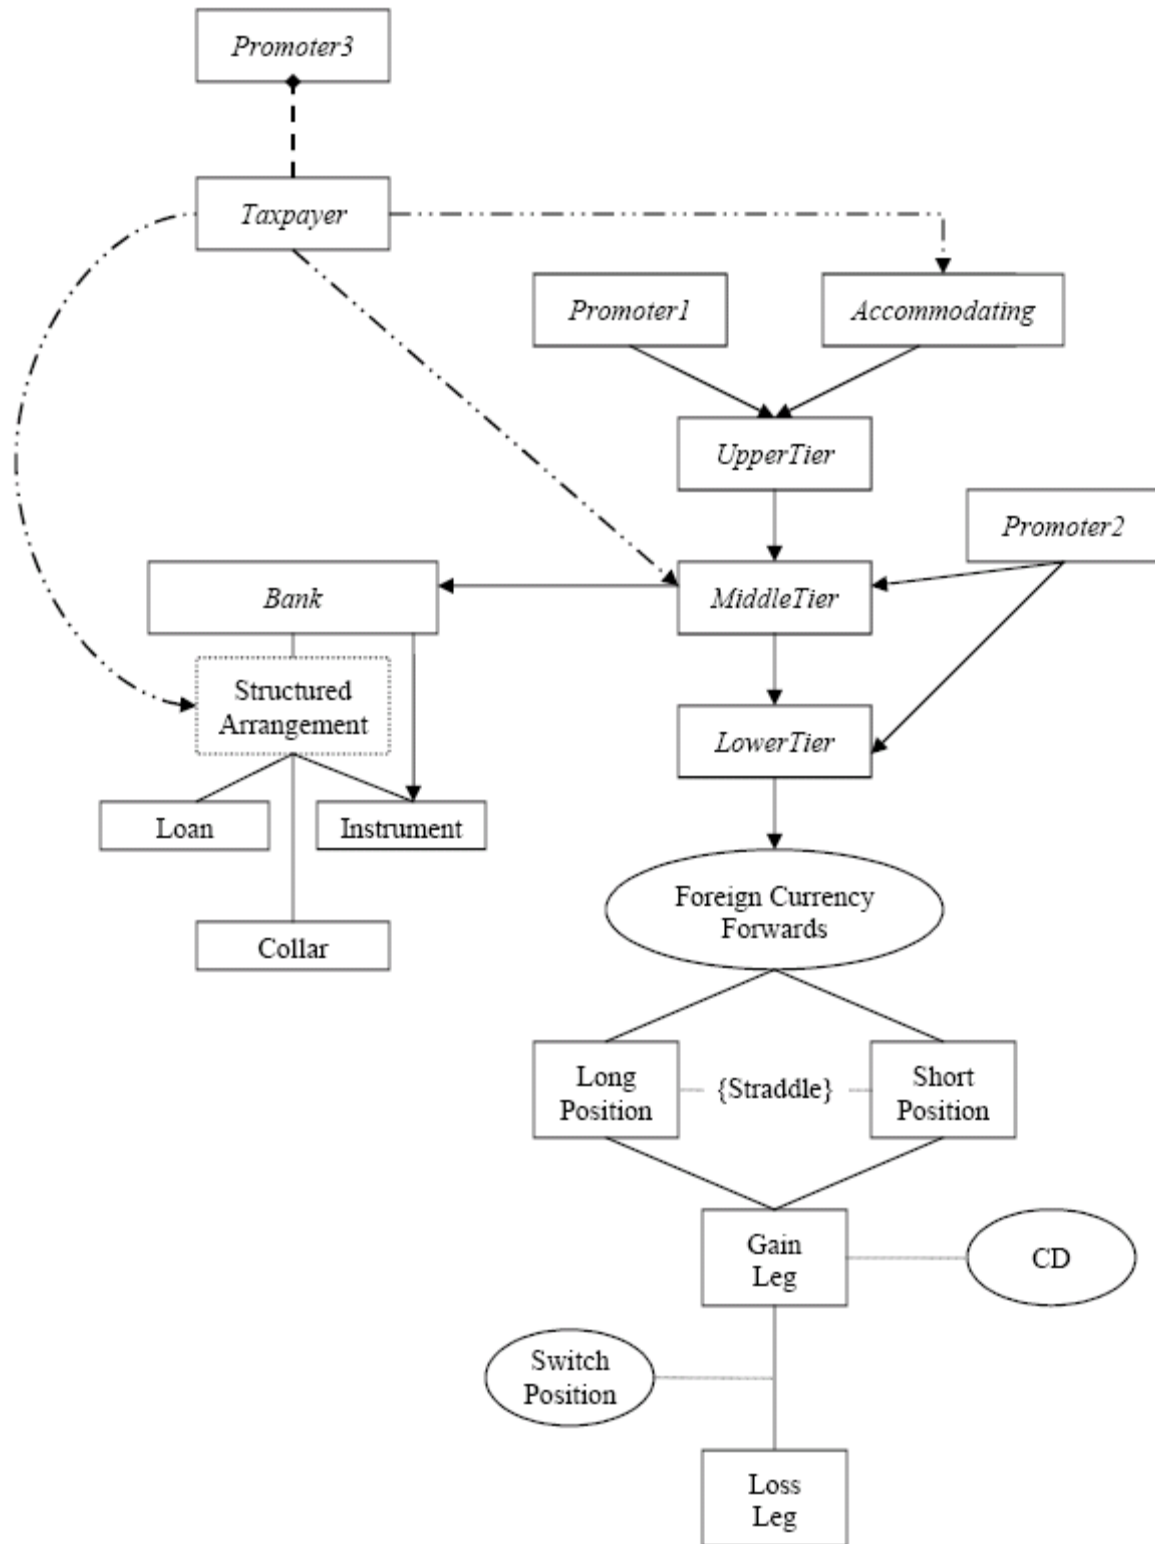 Promoter3
Taxpayer
Promoter1
Accommodating
UpperTier
Promoter2
Bank
MiddleTier
Structured
Arrangement
LowerTier
Loan
Instrument
Foreign Currency
Forwards
Collar
Long
Position
{Straddle}
Short
Position
Gain
Leg
CD
Switch
Position
Loss
Leg